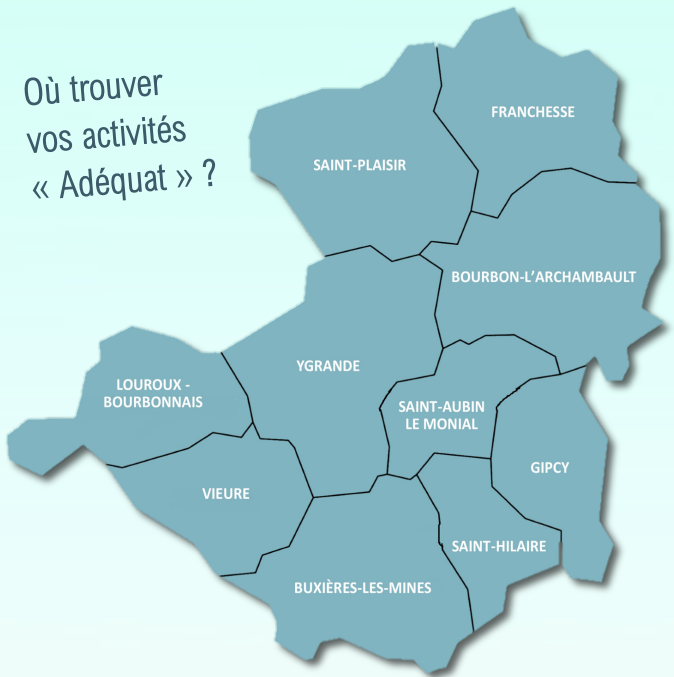 Où trouver
vos activités
« Adéquat » ?
FRANCHESSE
SAINT-PLAISIR
BOURBON-L’ARCHAMBAULT
YGRANDE
LOUROUX -
BOURBONNAIS
SAINT-AUBIN
LE MONIAL
GIPCY
VIEURE
SAINT-HILAIRE
BUXIÈRES-LES-MINES